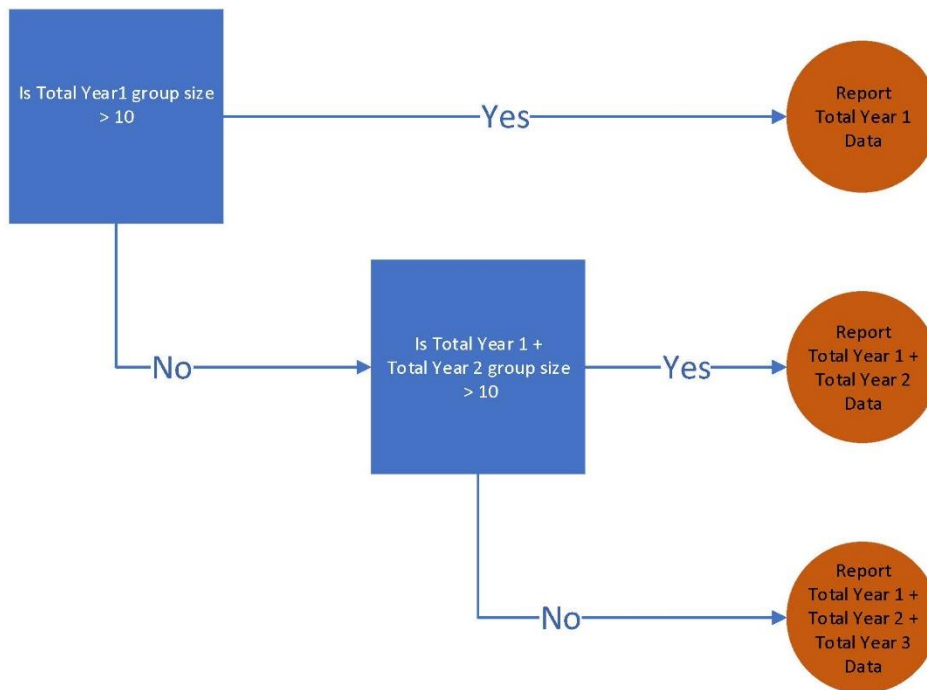 Is Total Year1 group size
> 10
Yes
Report
Total Year 1
Data
No
Is Total Year 1 +
Total Year 2 group size
> 10
Yes
Report
Total Year 1 +
Total Year 2
Data
No
Report
Total Year 1 +
Total Year 2 +
Total Year 3
Data